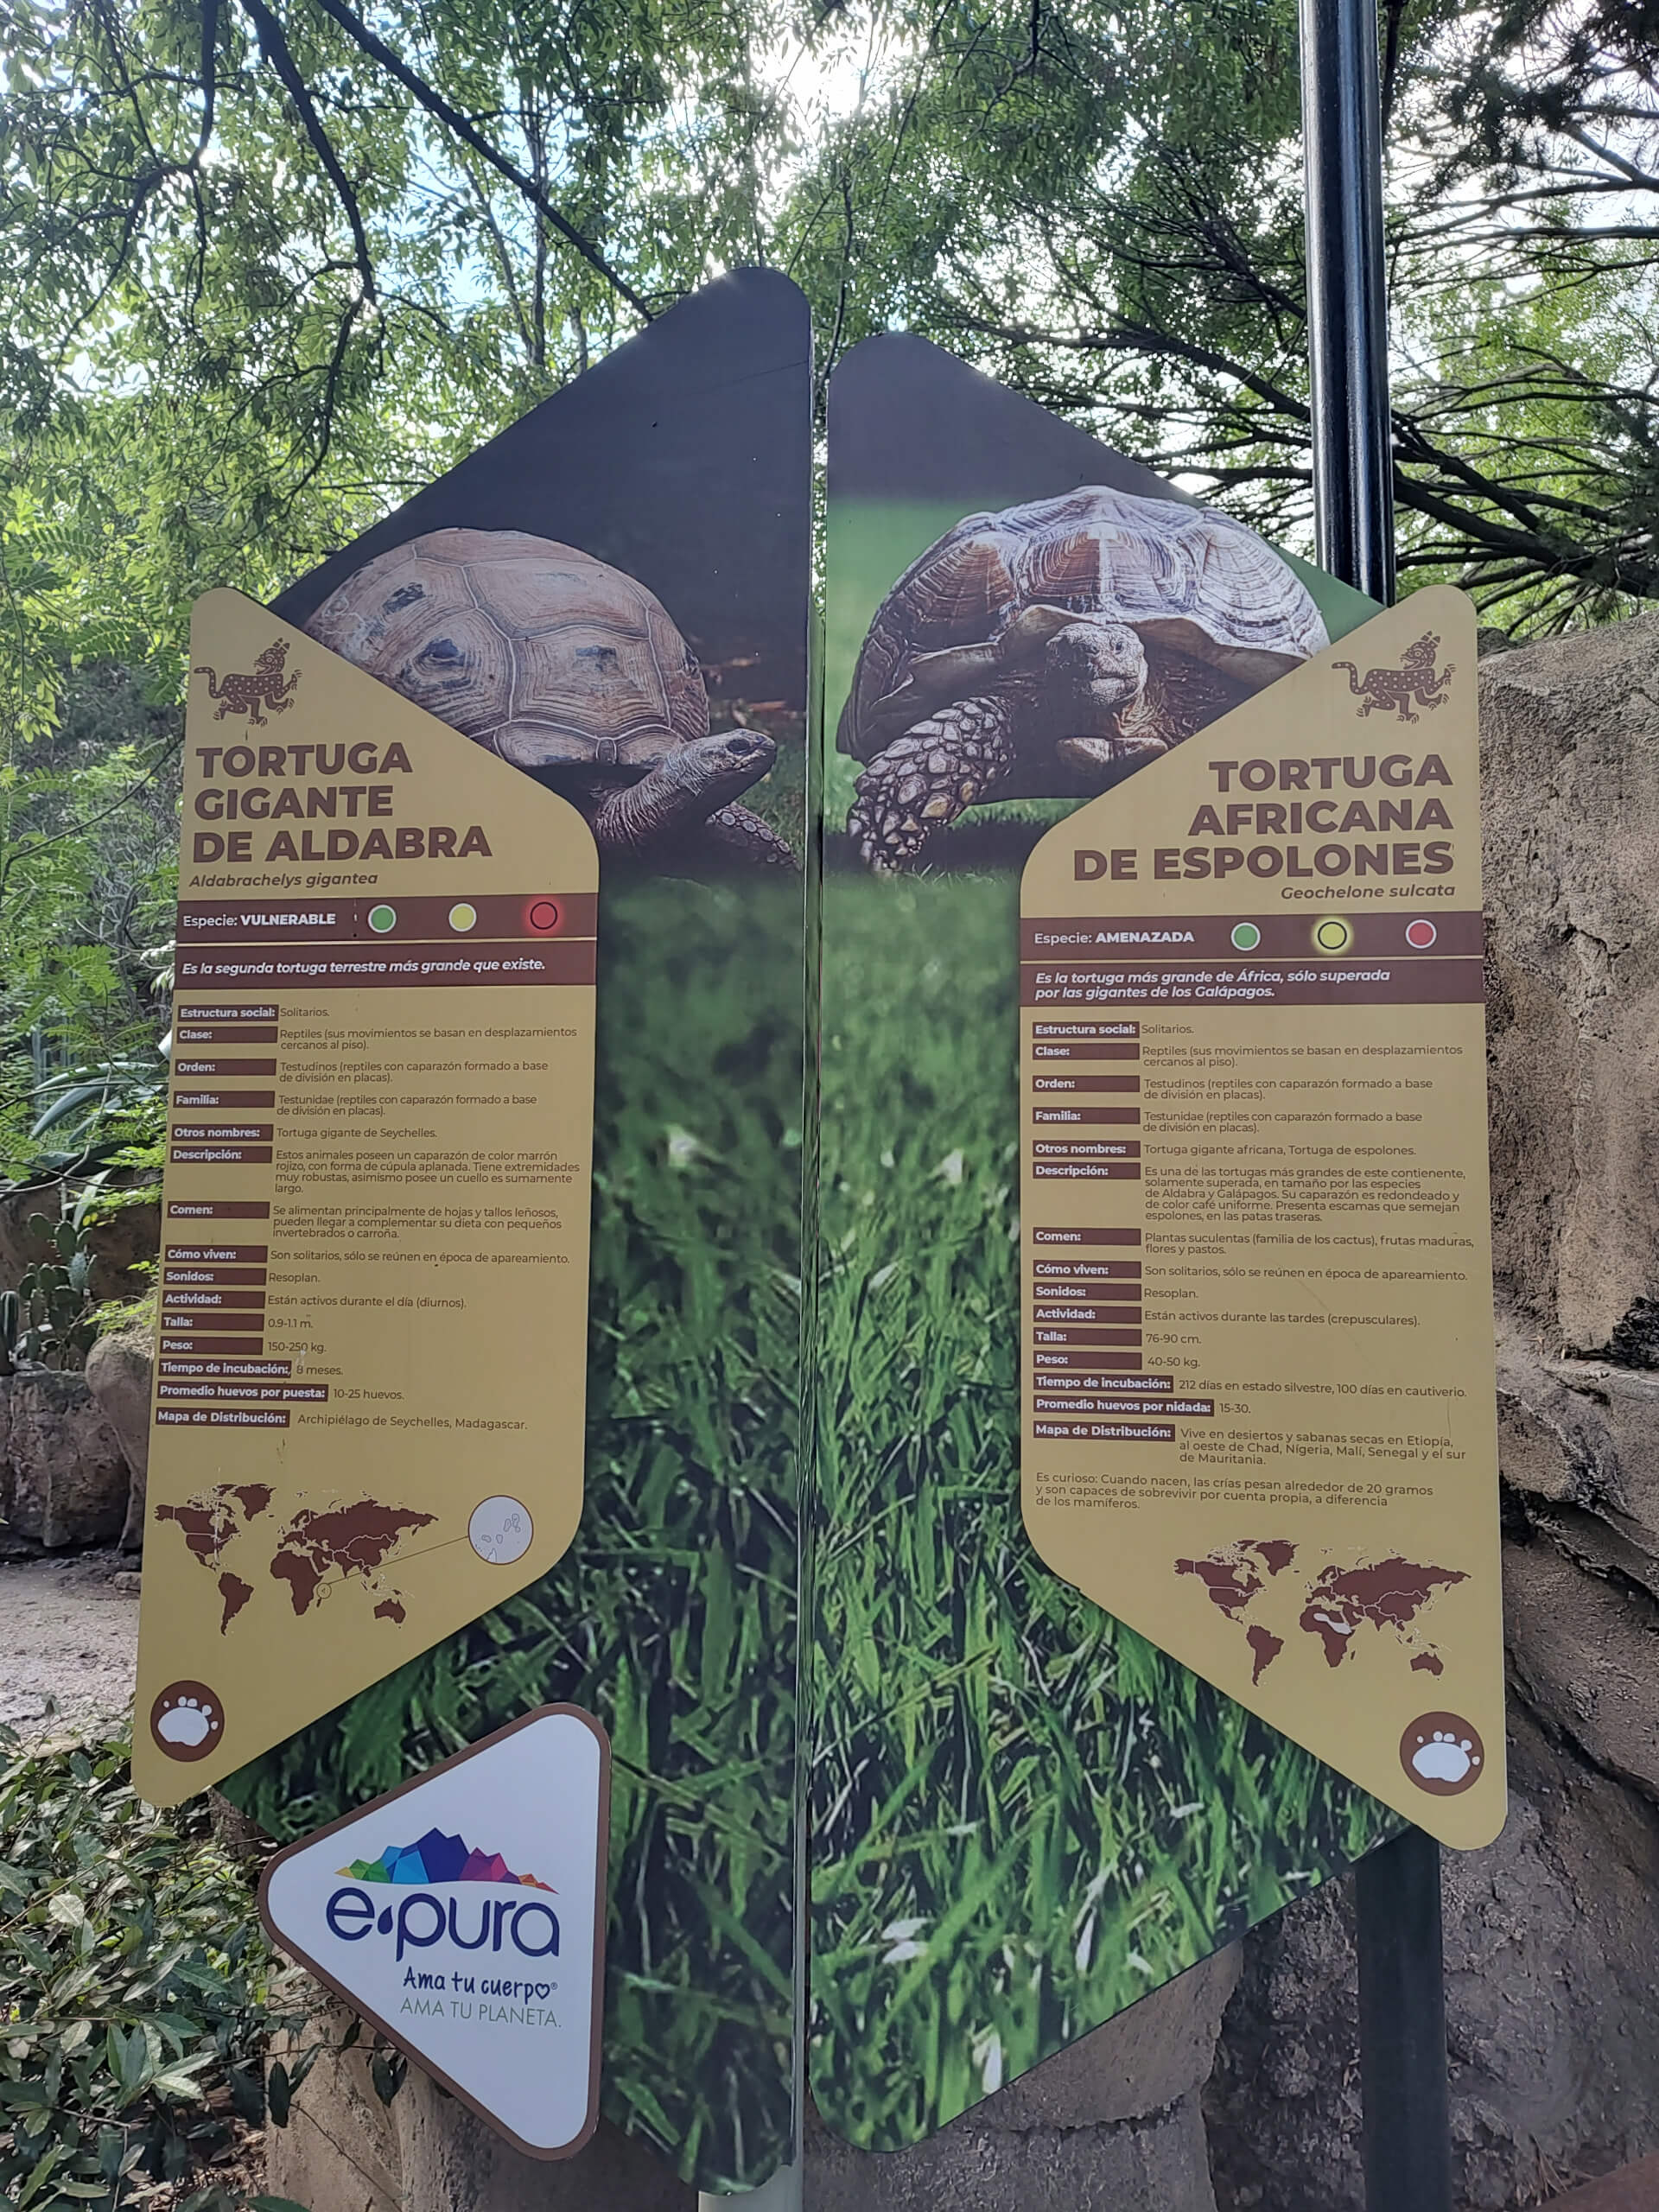 TORTUGA
GIGANTE
DE ALDABRA
Aldabrachelys gigantea
Especie: VULNERABLE
Es la segunda tortuga terrestre más grande que existe.
Estructura social: Solitarios.
Clase: Reptiles (sus movimientos se basan en desplazamientos
cercanos al piso).
Orden: Testudinos (reptiles con caparazón formado a base
de división en placas).
Familia: Testunidae (reptiles con caparazón formado a base
de división en placas).
Otros nombres: Tortuga gigante de Seychelles.
Descripción: Estos animales poseen un caparazón de color marrón
rojizo, con forma de cúpula aplanada. Tiene extremidades
muy robustas, asimismo posee un cuello es sumamente
largo.
Comen: Se alimentan principalmente de hojas y tallos leñosos,
pueden llegar a complementar su dieta con pequeños
invertebrados o carroña.
Cómo viven: Son solitarios, sólo se reúnen en época de apareamiento.
Sonidos: Resoplan.
Actividad: Están activos durante el día (diurnos).
Talla: 0.9-1.1 m.
Peso: 150-250 kg.
Tiempo de incubación: 8 meses.
Promedio huevos por puesta: 10-25 huevos.
Mapa de Distribución: Archipiélago de Seychelles, Madagascar.
e·pura
Ama tu cuerpo®
AMA TU PLANETA.
TORTUGA
AFRICANA
DE ESPOLONES
Geochelone sulcata
Especie: AMENAZADA
Es la tortuga más grande de África, sólo superada
por las gigantes de los Galápagos.
Estructura social: Solitarios.
Clase: Reptiles (sus movimientos se basan en desplazamientos
cercanos al piso).
Orden: Testudinos (reptiles con caparazón formado a base
de división en placas).
Familia: Testunidae (reptiles con caparazón formado a base
de división en placas).
Otros nombres: Tortuga gigante africana, Tortuga de espolones.
Descripción: Es una de las tortugas más grandes de este contienente,
solamente superada, en tamaño por las especies
de Aldabra y Galápagos. Su caparazón es redondeado y
de color café uniforme. Presenta escamas que semejan
espolones, en las patas traseras.
Comen: Plantas suculentas (familia de los cactus), frutas maduras,
flores y pastos.
Cómo viven: Son solitarios, sólo se reúnen en época de apareamiento.
Sonidos: Resoplan.
Actividad: Están activos durante las tardes (crepusculares).
Talla: 76-90 cm.
Peso: 40-50 kg.
Tiempo de incubación: 212 días en estado silvestre, 100 días en cautiverio.
Promedio huevos por nidada: 15-30.
Mapa de Distribución: Vive en desiertos y sabanas secas en Etiopía,
al oeste de Chad, Nígeria, Malí, Senegal y el sur
de Mauritania.
Es curioso: Cuando nacen, las crías pesan alrededor de 20 gramos
y son capaces de sobrevivir por cuenta propia, a diferencia
de los mamíferos.